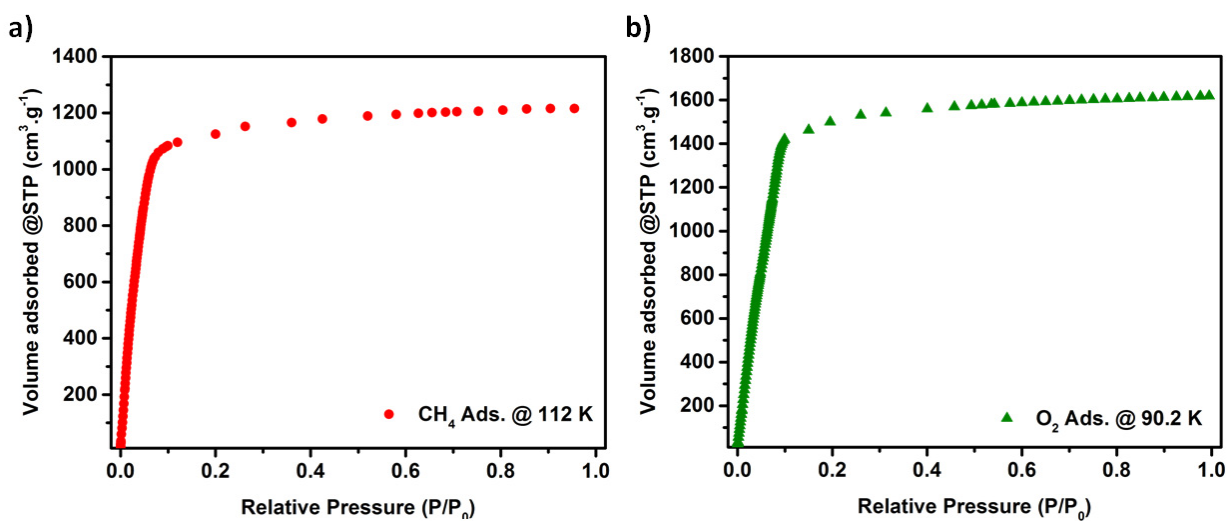 a)
Volume adsorbed @STP (cm³.g⁻¹)
1400
1200
1000
800
600
400
200
0.0 0.2 0.4 0.6 0.8 1.0
Relative Pressure (P/P₀)
CH₄ Ads. @ 112 K
b)
Volume adsorbed @STP (cm³.g⁻¹)
1800
1600
1400
1200
1000
800
600
400
200
0.0 0.2 0.4 0.6 0.8 1.0
Relative Pressure (P/P₀)
O₂ Ads. @ 90.2 K